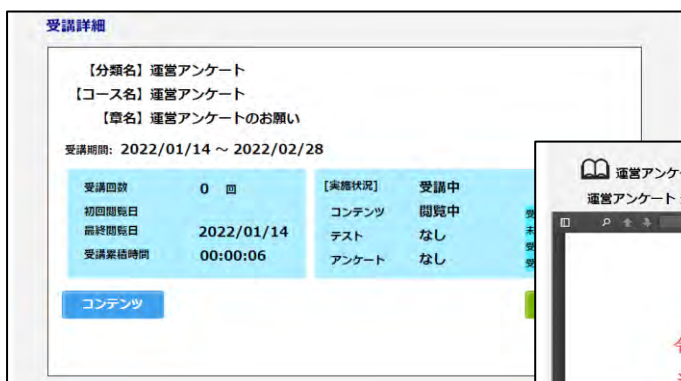 受講詳細
【分類名】運営アンケート
【コース名】運営アンケート
【章名】運営アンケートのお願い
受講期間: 2022/01/14 ～ 2022/02/28
受講回数 0 回
初回閲覧日
最終閲覧日 2022/01/14
受講累積時間 00:00:06
[実施状況] 受講中
コンテンツ 閲覧中
テスト なし
アンケート なし
コンテンツ
運営アンケ
運営アンケート